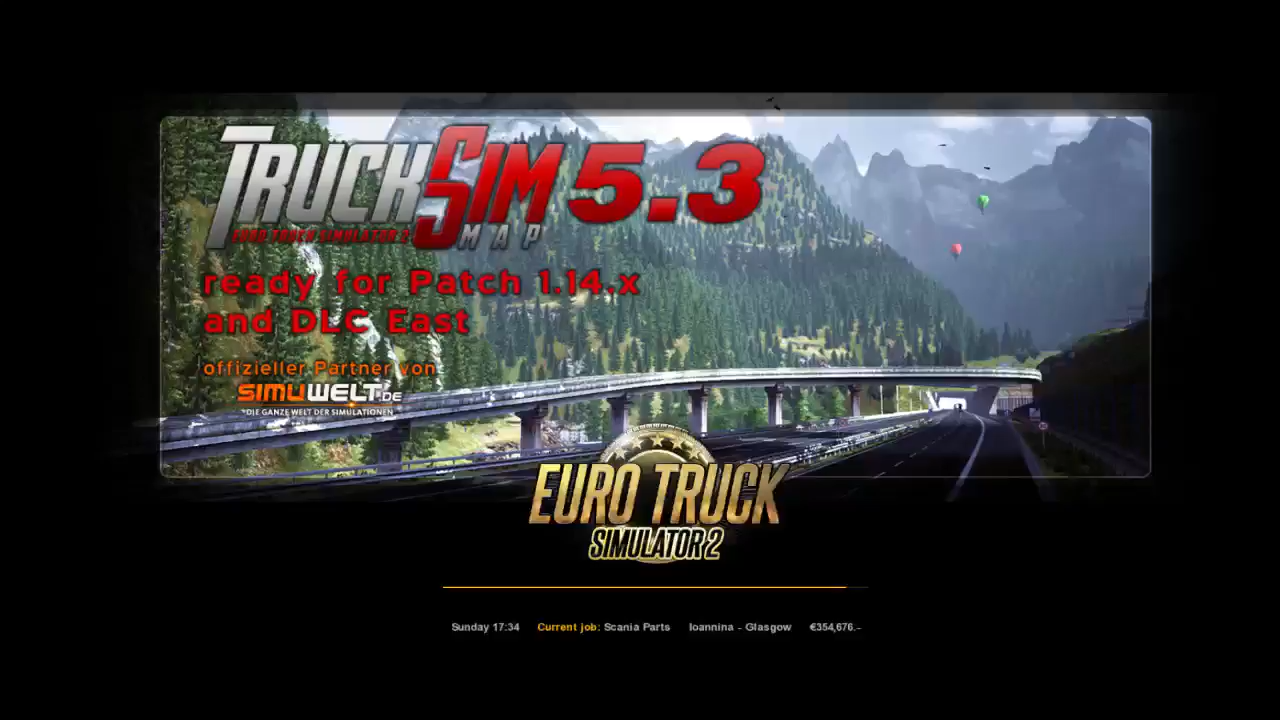 TRUCKSIM 5.3
EURO TRUCK SIMULATOR 2 MAP
ready for Patch 1.14.x
and DLC East
offizieller Partner von
SIMUWELT.DE
*DIE GANZE WELT DER SIMULATIONEN
EURO TRUCK
SIMULATOR 2
Sunday 17:34 Current job: Scania Parts Ioannina - Glasgow €354,676.-